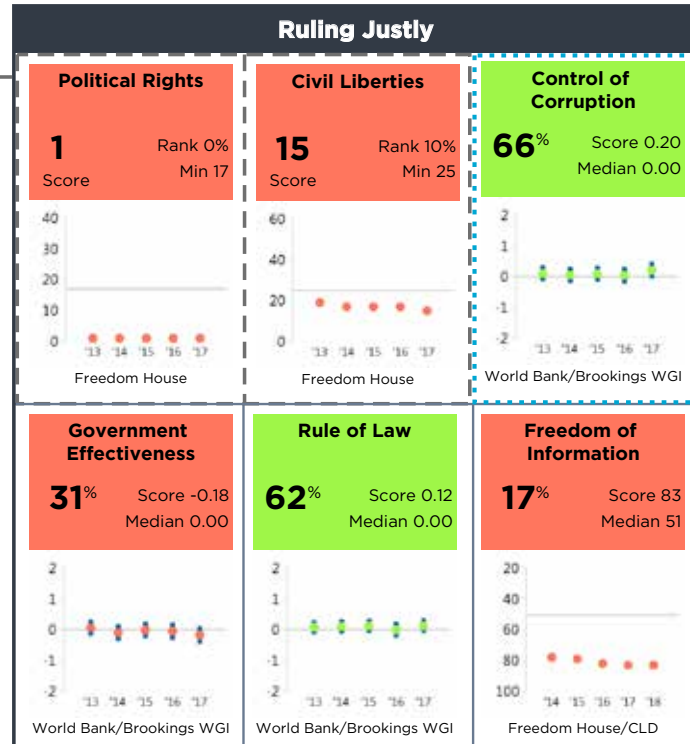 Ruling Justly
Political Rights
1
Score
Rank 0%
Min 17
40
30
20
10
0
'13 '14 '15 '16 '17
Freedom House
Civil Liberties
15
Score
Rank 10%
Min 25
60
40
20
0
'13 '14 '15 '16 '17
Freedom House
Control of
Corruption
66%
Score 0.20
Median 0.00
2
1
0
-1
-2
'13 '14 '15 '16 '17
World Bank/Brookings WGI
Government
Effectiveness
31%
Score -0.18
Median 0.00
2
1
0
-1
-2
'13 '14 '15 '16 '17
World Bank/Brookings WGI
Rule of Law
62%
Score 0.12
Median 0.00
2
1
0
-1
-2
'13 '14 '15 '16 '17
World Bank/Brookings WGI
Freedom of
Information
17%
Score 83
Median 51
20
40
60
80
100
'14 '15 '16 '17 '18
Freedom House/CLD